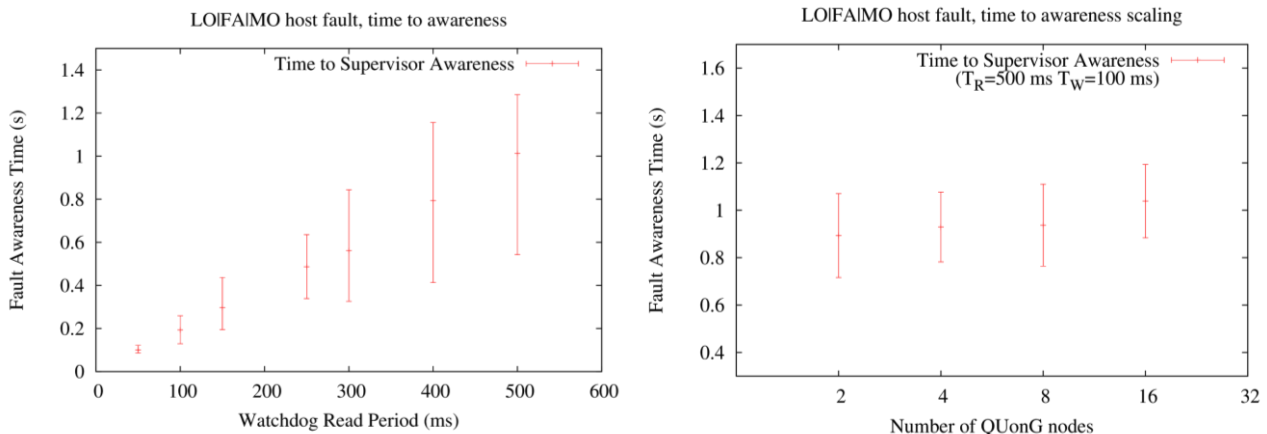 LO|FA|MO host fault, time to awareness
Time to Supervisor Awareness
1.4
1.2
1
0.8
0.6
0.4
0.2
0
Fault Awareness Time (s)
0 100 200 300 400 500 600
Watchdog Read Period (ms)
LO|FA|MO host fault, time to awareness scaling
Time to Supervisor Awareness
(T_R=500 ms T_W=100 ms)
1.6
1.4
1.2
1
0.8
0.6
0.4
Fault Awareness Time (s)
2 4 8 16 32
Number of QUonG nodes